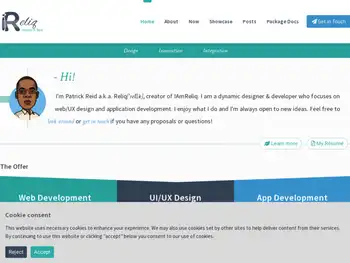 iReliq
Home About Now Showcase Posts Package Docs Get in Touch
Design Innovation Integration
- Hi!
I'm Patrick Reid a.k.a. Reliq["rɛlɪk], creator of IAmReliq. I am a dynamic designer & developer who focuses on
web/UX design and application development. I enjoy what I do and I'm always open to new ideas. Feel free to
look around or get in touch if you have any proposals or questions!
Learn more My Resume
The Offer
Web Development UI/UX Design App Development
Cookie consent
This website uses necessary cookies to enhance your experience. We may also use cookies set by other sites to help deliver content from their services.
By continuing to use this website or clicking "accept" below you consent to our use of cookies.
Reject Accept